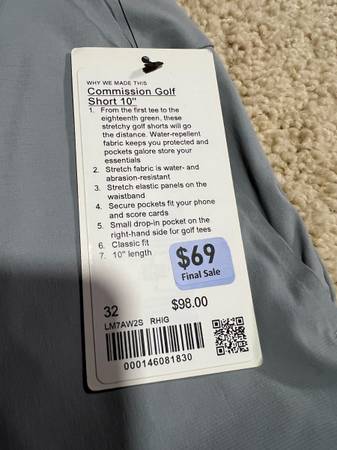 WHY WE MADE THIS
Commission Golf
Short 10"
1. From the first tee to the
eighteenth green, these
stretchy golf shorts will go
the distance. Water-repellent
fabric keeps you protected and
pockets galore store your
essentials
2. Stretch fabric is water- and
abrasion-resistant
3. Stretch elastic panels on the
waistband
4. Secure pockets fit your phone
and score cards
5. Small drop-in pocket on the
right-hand side for golf tees
6. Classic fit
7. 10" length
$69
Final Sale
32
$98.00
LM7AW2S RHIG
000146081830